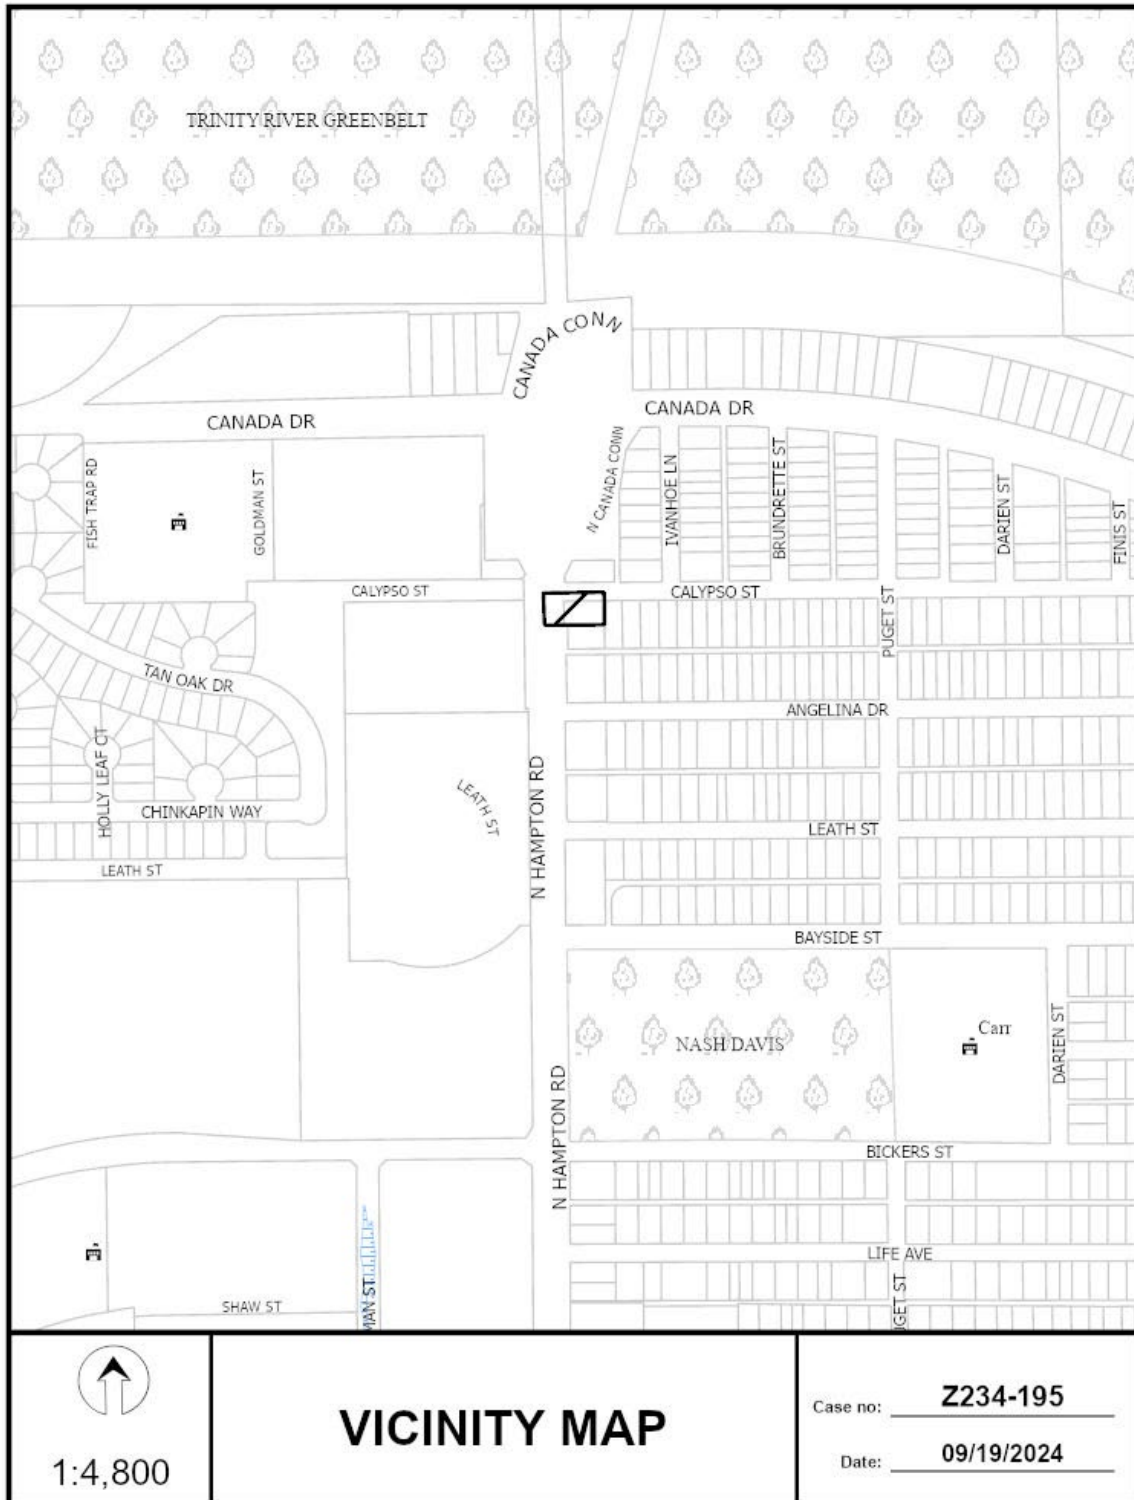 TRINITY RIVER GREENBELT
CANADA CONN
CANADA DR
CANADA DR
FISH TRAP RD
GOLDMAN ST
N CANADA CONN
IVANHOE LN
BRUNDRETTE ST
DARIEN ST
FINIS ST
CALYPSO ST
CALYPSO ST
PUGET ST
TAN OAK DR
ANGELINA DR
HOLLY LEAF CT
N HAMPTON RD
LEATH ST
CHINKAPIN WAY
LEATH ST
LEATH ST
BAYSIDE ST
NASH/DAVIS
Carr
DARIEN ST
N HAMPTON RD
BICKERS ST
LIFE AVE
SHAW ST
MAN ST
GET ST
1:4,800
VICINITY MAP
Case no: Z234-195
Date: 09/19/2024